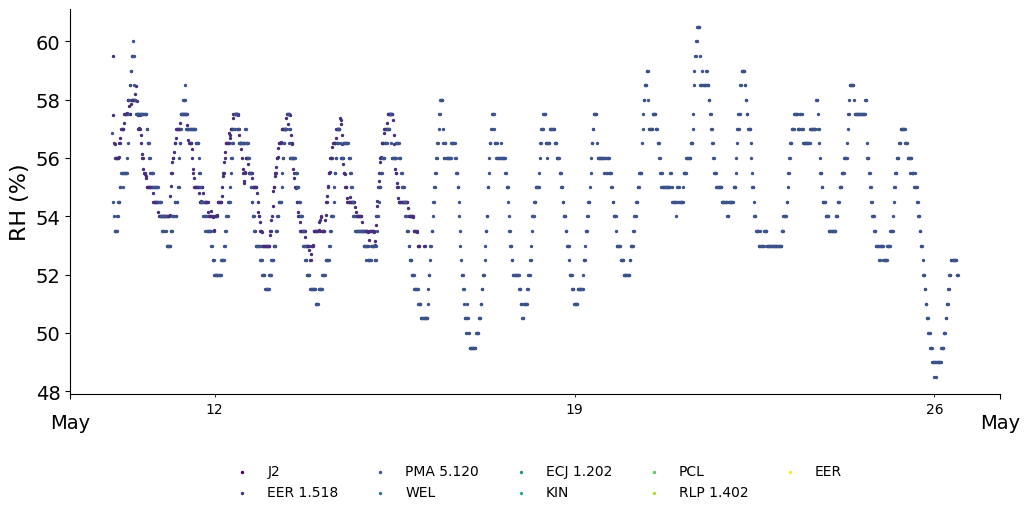 60
58
56
54
52
50
48
RH (%)
12 19 26
May May
J2 PMA 5.120 ECJ 1.202 PCL EER
EER 1.518 WEL KIN RLP 1.402